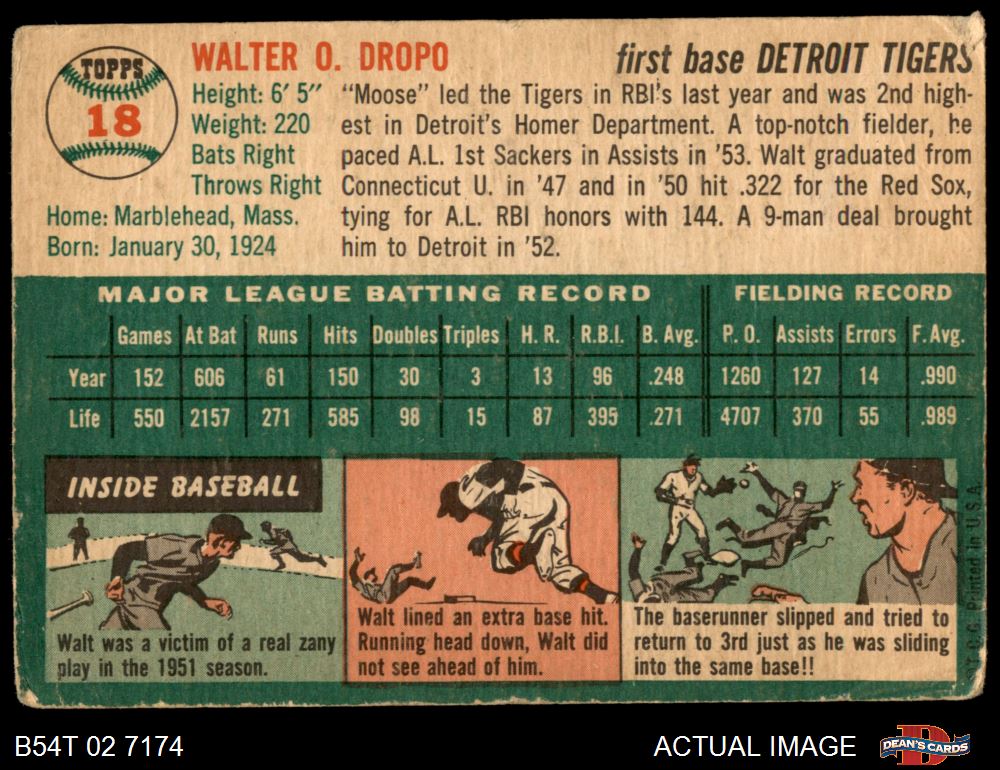 TOPPS
18
WALTER O. DROPO
first base DETROIT TIGERS
Height: 6' 5"
Weight: 220
Bats Right
Throws Right
Home: Marblehead, Mass.
Born: January 30, 1924
"Moose" led the Tigers in RBI's last year and was 2nd high-
est in Detroit's Homer Department. A top-notch fielder, he
paced A.L. 1st Sackers in Assists in '53. Walt graduated from
Connecticut U. in '47 and in '50 hit .322 for the Red Sox,
tying for A.L. RBI honors with 144. A 9-man deal brought
him to Detroit in '52.
MAJOR LEAGUE BATTING RECORD FIELDING RECORD
Games At Bat Runs Hits Doubles Triples H. R. R.B.I. B. Avg. P. O. Assists Errors F. Avg.
Year 152 606 61 150 30 3 13 96 .248 1260 127 14 .990
Life 550 2157 271 585 98 15 87 395 .271 4707 370 55 .989
INSIDE BASEBALL
Walt was a victim of a real zany
play in the 1951 season.
Walt lined an extra base hit.
Running head down, Walt did
not see ahead of him.
The baserunner slipped and tried to
return to 3rd just as he was sliding
into the same base!!
T. C. G. Printed in U. S. A.
B54T 02 7174
ACTUAL IMAGE
D
DEAN'S CARDS